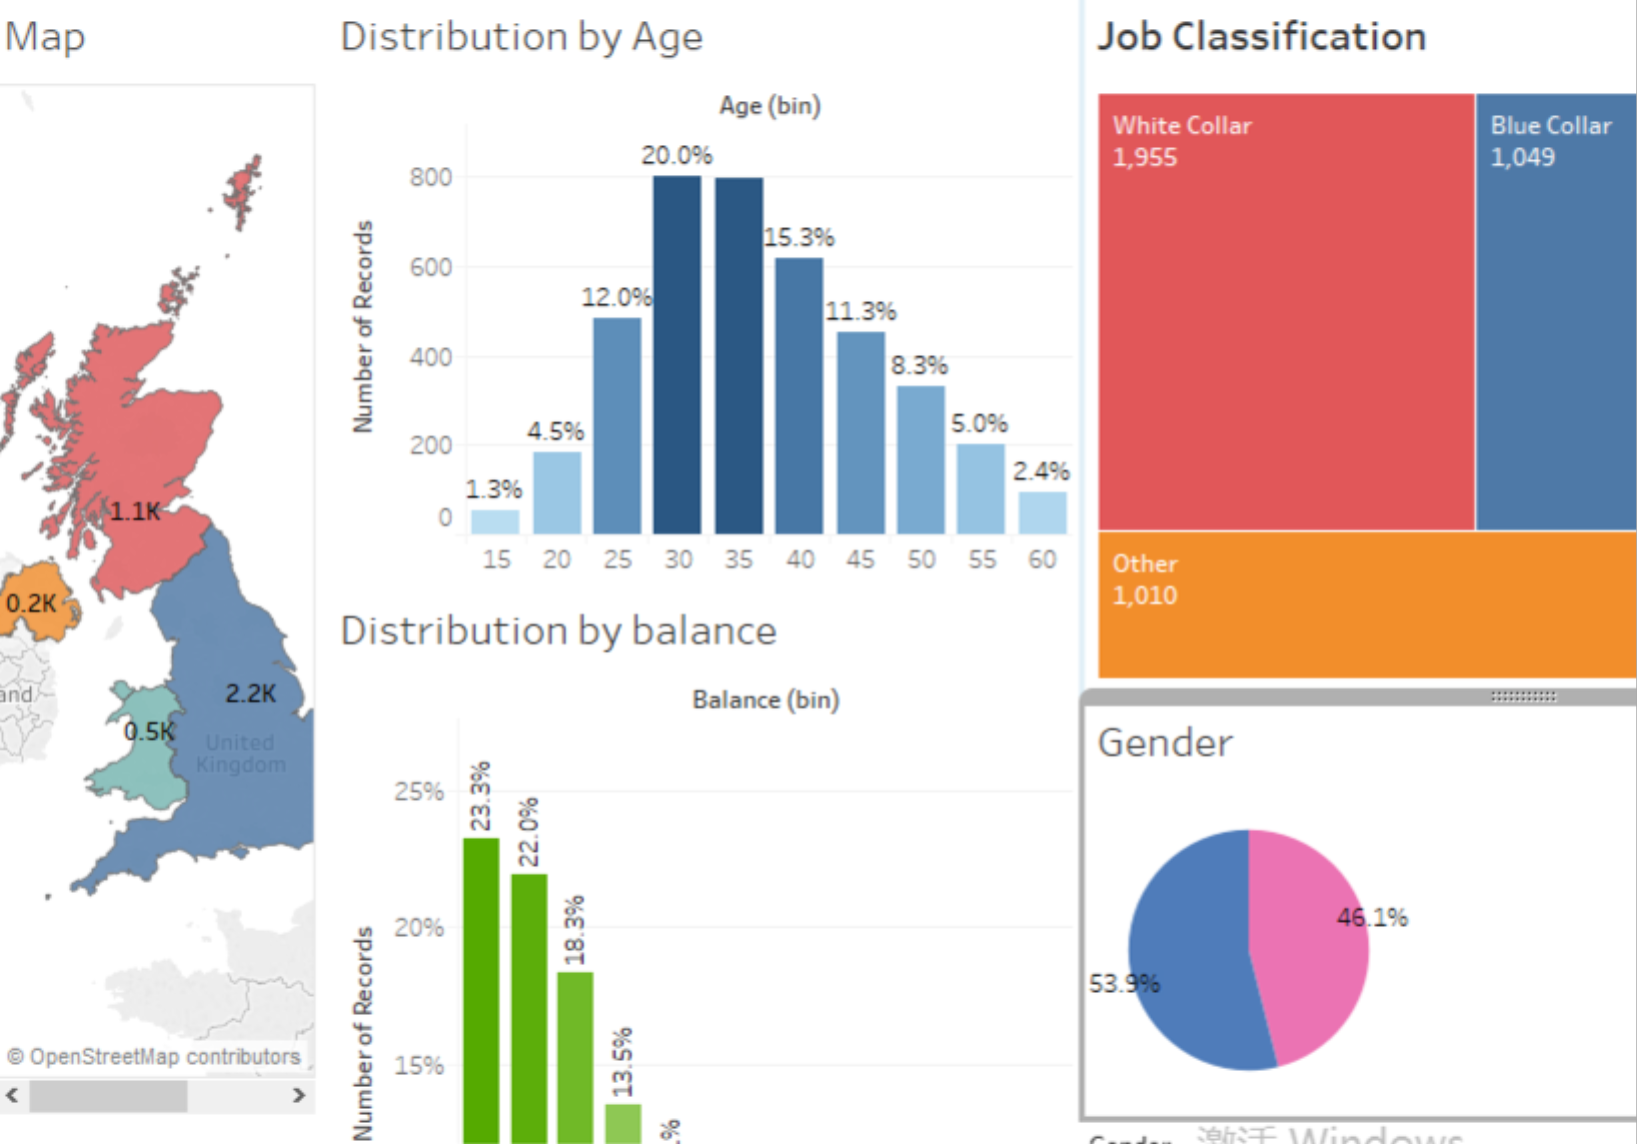 Map
1.1K
0.2K
and
2.2K
0.5K
United
Kingdom
© OpenStreetMap contributors
Distribution by Age
Age (bin)
Number of Records
800
600
400
200
0
1.3%
4.5%
12.0%
20.0%
15.3%
11.3%
8.3%
5.0%
2.4%
15 20 25 30 35 40 45 50 55 60
Distribution by balance
Balance (bin)
Number of Records
25%
20%
15%
23.3%
22.0%
18.3%
13.5%
Job Classification
White Collar
1,955
Blue Collar
1,049
Other
1,010
Gender
46.1%
53.9%
Gender
激活 Windows